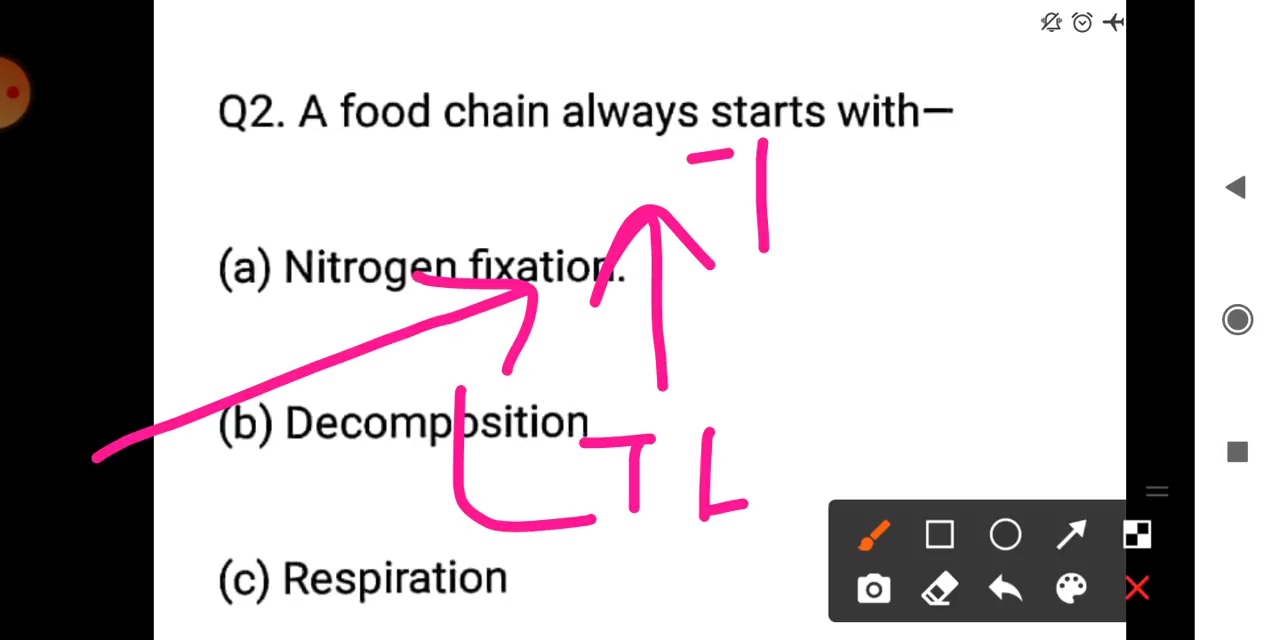 Q2. A food chain always starts with—
(a) Nitrogen fixation.
(b) Decomposition
L T L
(c) Respiration